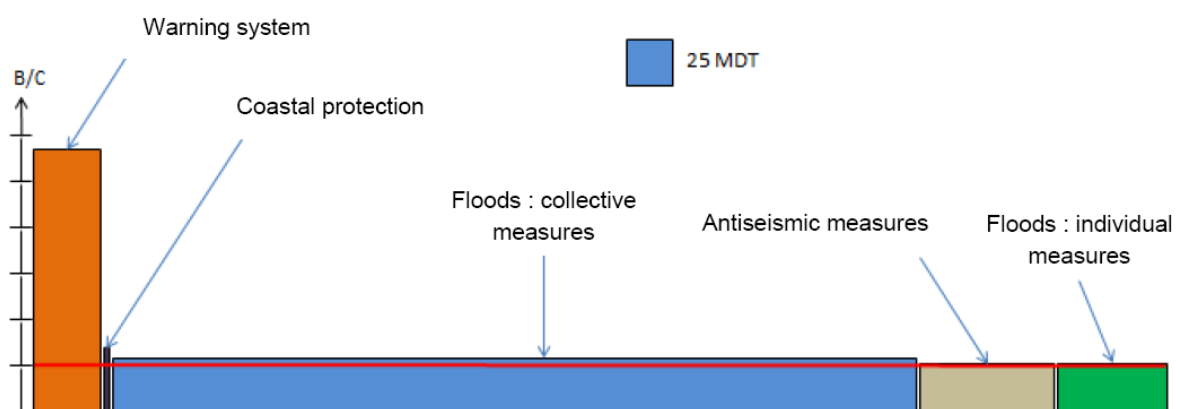 Warning system
25 MDT
B/C
Coastal protection
Floods : collective
measures
Antiseismic measures
Floods : individual
measures